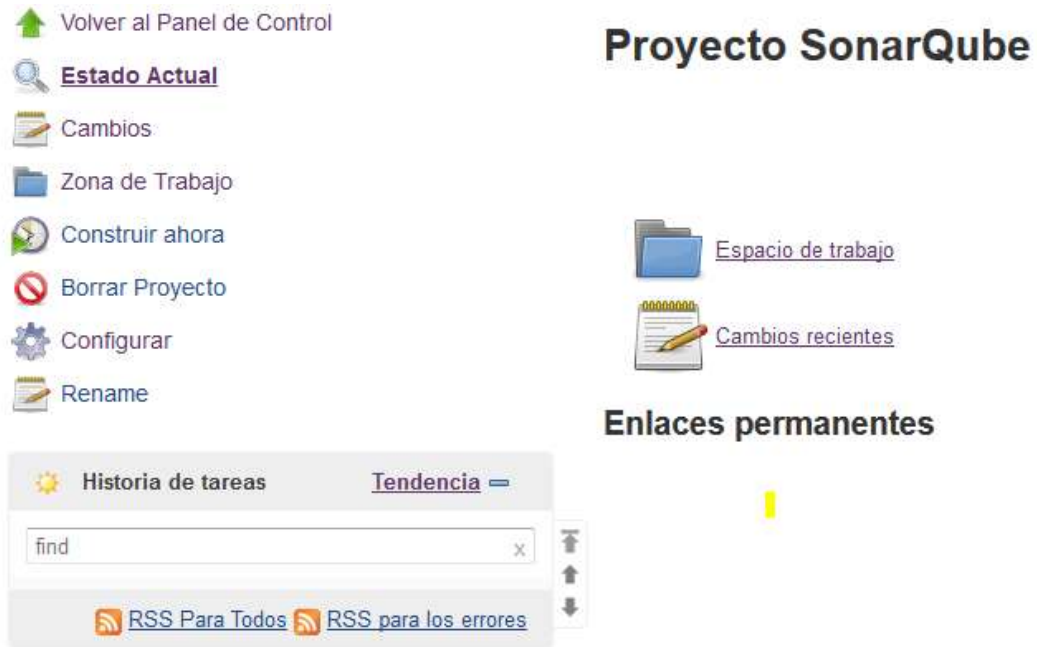 Volver al Panel de Control
Estado Actual
Cambios
Zona de Trabajo
Construir ahora
Borrar Proyecto
Configurar
Rename
Historia de tareas Tendencia
find x
RSS Para Todos RSS para los errores
Proyecto SonarQube
Espacio de trabajo
Cambios recientes
Enlaces permanentes